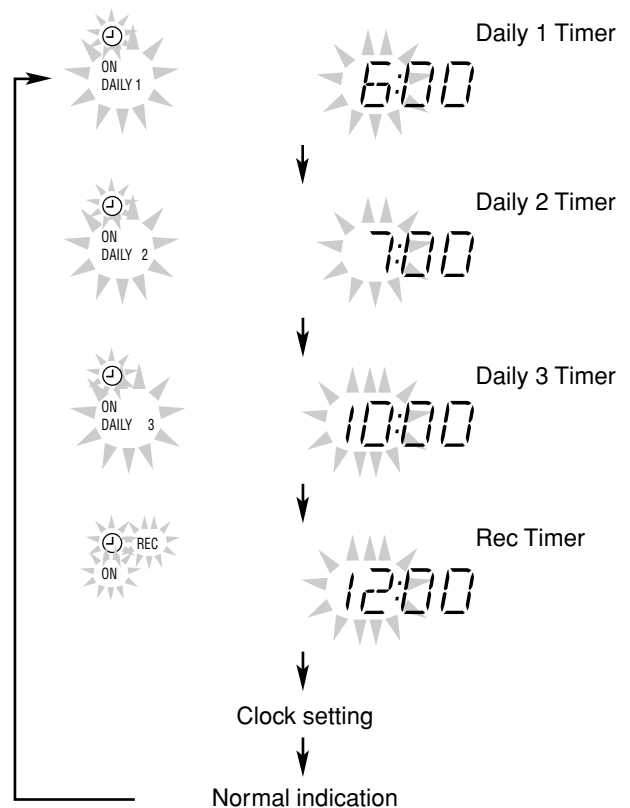 Daily 1 Timer
ON
DAILY 1
6:00
Daily 2 Timer
ON
DAILY 2
7:00
Daily 3 Timer
ON
DAILY 3
10:00
Rec Timer
REC
ON
12:00
Clock setting
Normal indication